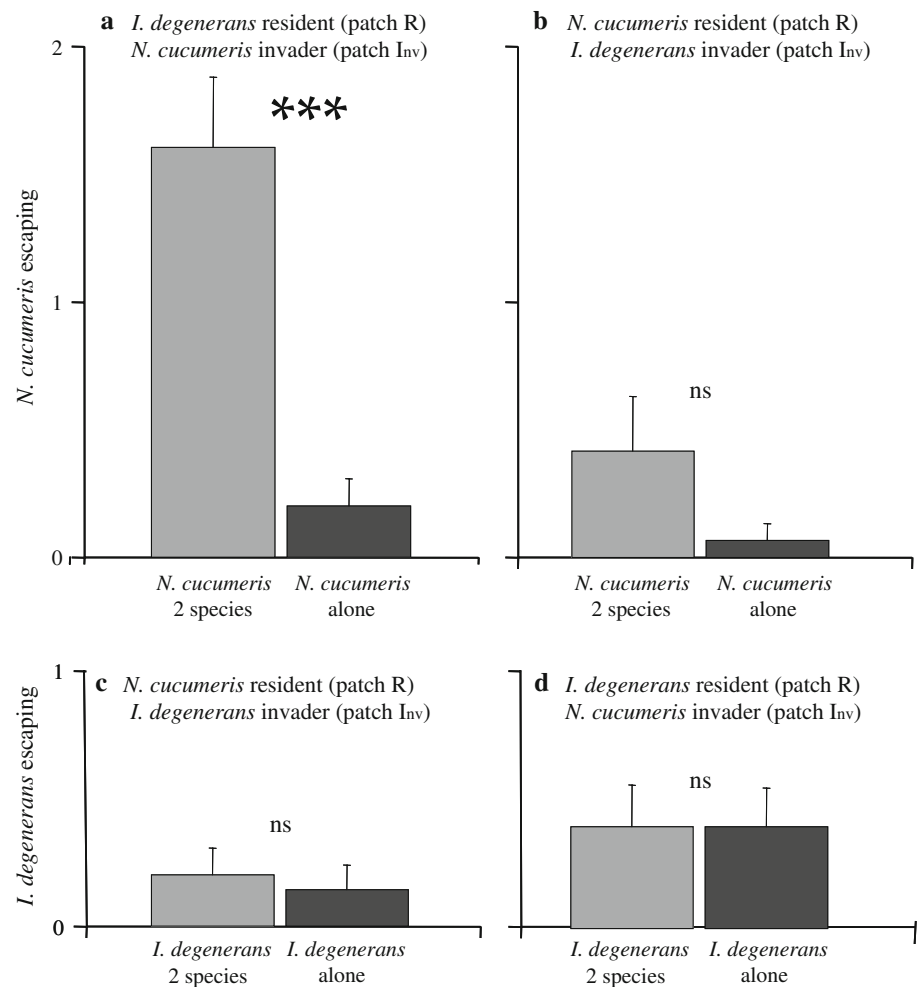 a I. degenerans resident (patch R)
N. cucumeris invader (patch Inv)
b N. cucumeris resident (patch R)
I. degenerans invader (patch Inv)
2
1
0
N. cucumeris escaping
***
ns
N. cucumeris
2 species
N. cucumeris
alone
N. cucumeris
2 species
N. cucumeris
alone
c N. cucumeris resident (patch R)
I. degenerans invader (patch Inv)
d I. degenerans resident (patch R)
N. cucumeris invader (patch Inv)
1
0
I. degenerans escaping
ns
ns
I. degenerans
2 species
I. degenerans
alone
I. degenerans
2 species
I. degenerans
alone